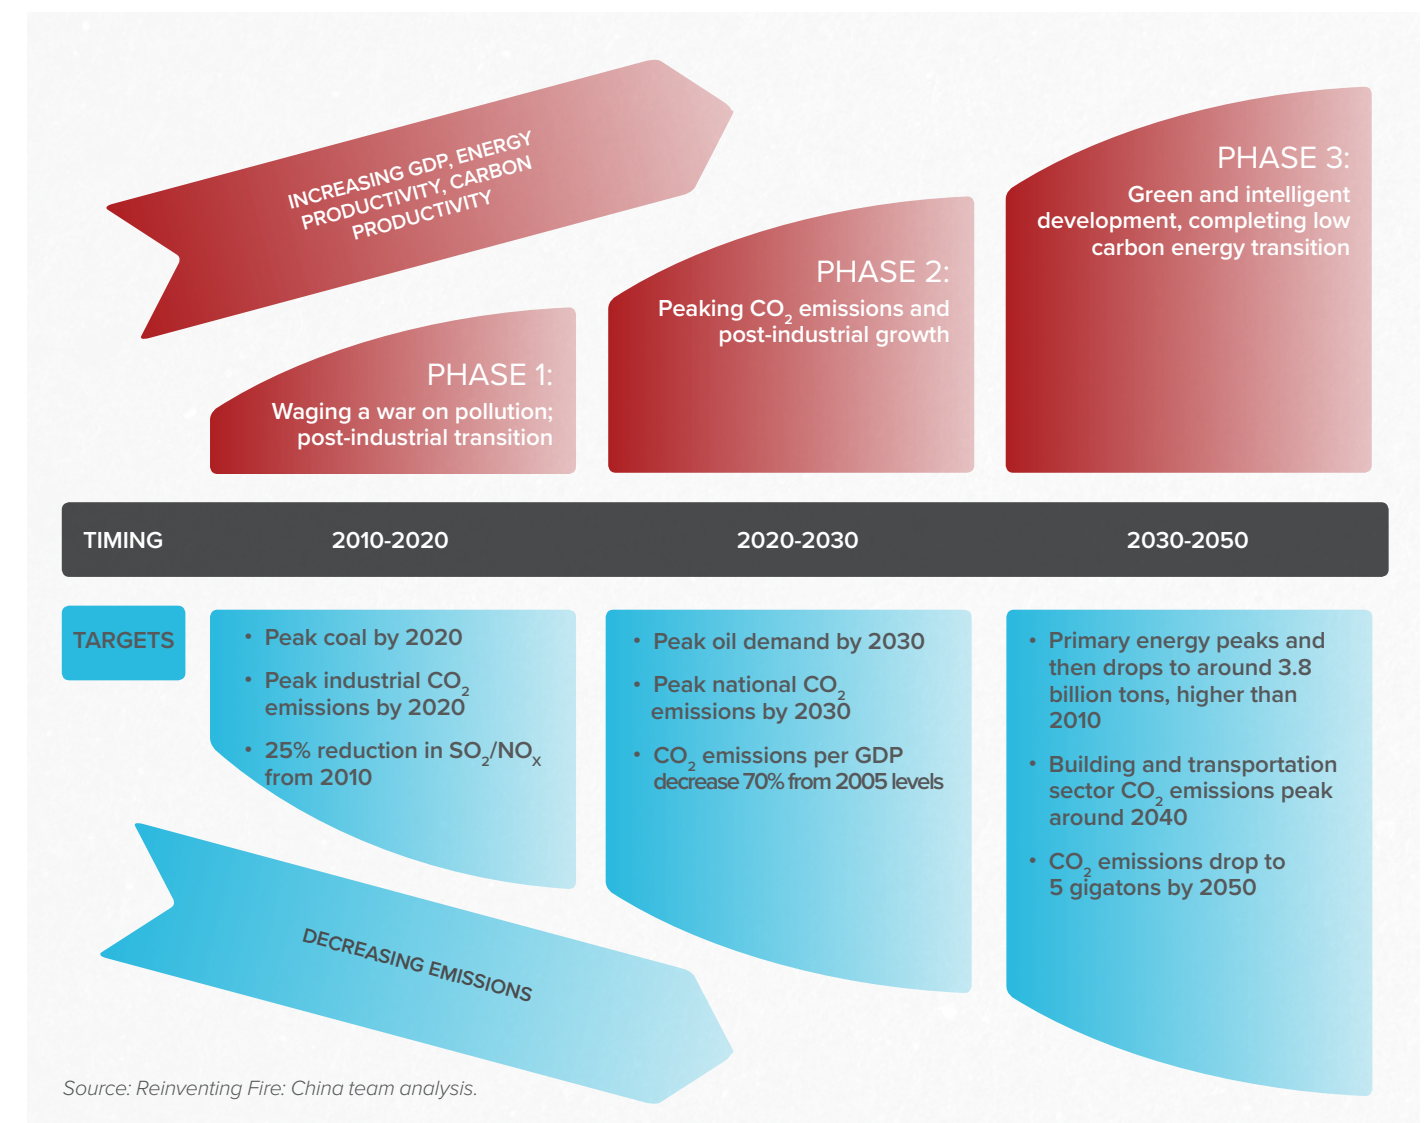 INCREASING GDP, ENERGY
PRODUCTIVITY, CARBON
PRODUCTIVITY
PHASE 1:
Waging a war on pollution;
post-industrial transition
PHASE 2:
Peaking CO₂ emissions and
post-industrial growth
PHASE 3:
Green and intelligent
development, completing low
carbon energy transition
TIMING
2010-2020
2020-2030
2030-2050
TARGETS
• Peak coal by 2020
• Peak industrial CO₂
emissions by 2020
• 25% reduction in SO₂/NOₓ
from 2010
• Peak oil demand by 2030
• Peak national CO₂
emissions by 2030
• CO₂ emissions per GDP
decrease 70% from 2005 levels
• Primary energy peaks and
then drops to around 3.8
billion tons, higher than
2010
• Building and transportation
sector CO₂ emissions peak
around 2040
• CO₂ emissions drop to
5 gigatons by 2050
DECREASING EMISSIONS
Source: Reinventing Fire: China team analysis.